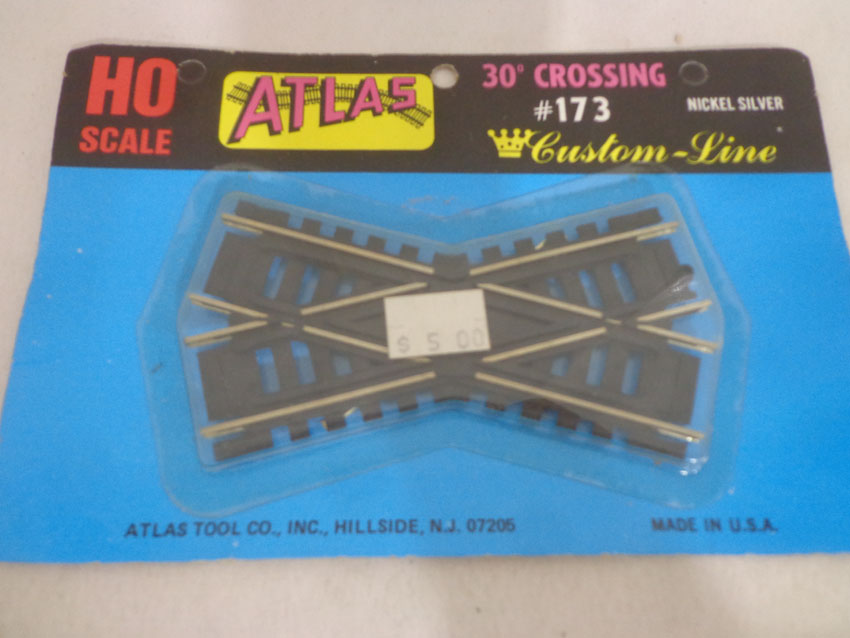 HO
SCALE
ATLAS
30° CROSSING
#173
NICKEL SILVER
Custom-Line
$ 5 00
ATLAS TOOL CO., INC., HILLSIDE, N.J. 07205
MADE IN U.S.A.